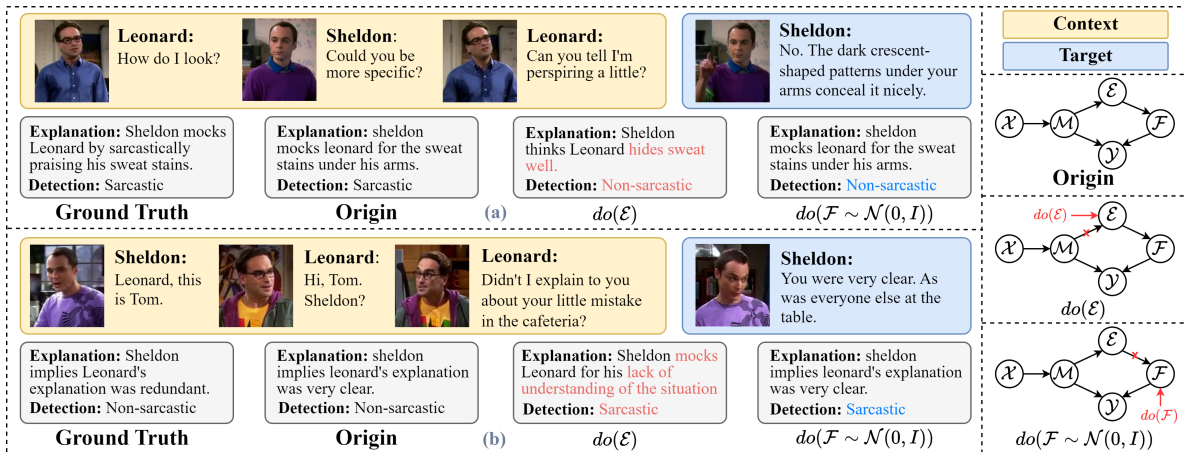 Leonard:
How do I look?
Sheldon:
Could you be
more specific?
Leonard:
Can you tell I'm
perspiring a little?
Sheldon:
No. The dark crescent-
shaped patterns under your
arms conceal it nicely.
Explanation: Sheldon mocks
Leonard by sarcastically
praising his sweat stains.
Detection: Sarcastic
Ground Truth
Explanation: sheldon
mocks leonard for the sweat
stains under his arms.
Detection: Sarcastic
Origin
(a)
Explanation: Sheldon
thinks Leonard hides sweat
well.
Detection: Non-sarcastic
do(ℰ)
Explanation: sheldon
mocks leonard for the sweat
stains under his arms.
Detection: Non-sarcastic
do(ℱ ∼ 𝒩(0, I))
Sheldon:
Leonard, this
is Tom.
Leonard:
Hi, Tom.
Sheldon?
Leonard:
Didn't I explain to you
about your little mistake
in the cafeteria?
Sheldon:
You were very clear. As
was everyone else at the
table.
Explanation: Sheldon
implies Leonard's
explanation was redundant.
Detection: Non-sarcastic
Ground Truth
Explanation: sheldon
implies leonard's explanation
was very clear.
Detection: Non-sarcastic
Origin
(b)
Explanation: Sheldon mocks
Leonard for his lack of
understanding of the situation
Detection: Sarcastic
do(ℰ)
Explanation: sheldon
implies leonard's explanation
was very clear.
Detection: Sarcastic
do(ℱ ∼ 𝒩(0, I))
Context
Target
ℰ
𝒳 ℳ ℱ
𝒴
Origin
do(ℰ) ℰ
𝒳 ℳ ℱ
𝒴
do(ℰ)
ℰ
𝒳 ℳ ℱ
𝒴 do(ℱ)
do(ℱ ∼ 𝒩(0, I))